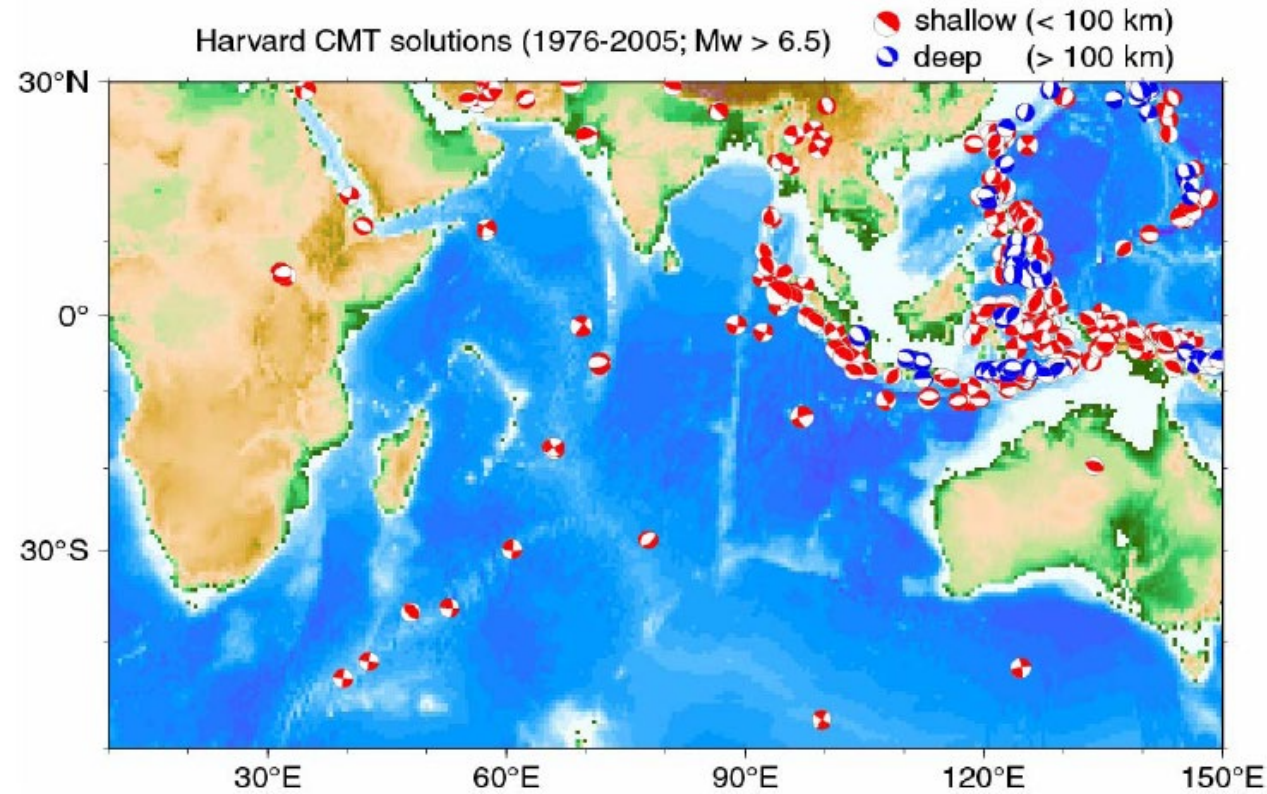 Harvard CMT solutions (1976-2005; Mw > 6.5)
shallow (< 100 km)
deep (> 100 km)
30°N
0°
30°S
30°E
60°E
90°E
120°E
150°E